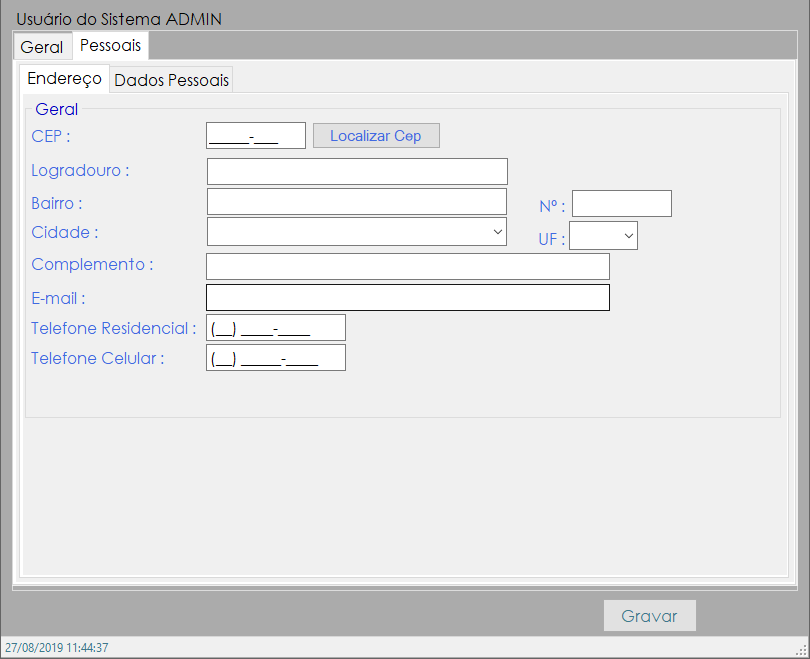 Usuário do Sistema ADMIN
Geral Pessoais
Endereço Dados Pessoais
Geral
CEP : _____-___ Localizar Cep
Logradouro :
Bairro : Nº :
Cidade : UF :
Complemento :
E-mail :
Telefone Residencial : (__) ____-____
Telefone Celular : (__) _____-____
Gravar
27/08/2019 11:44:37